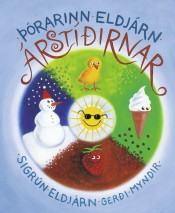 ÞÓRARINN ELDJÁRN
ÁRSTÍÐIRNAR
SIGRÚN ELDJÁRN GERÐI MYNDIR